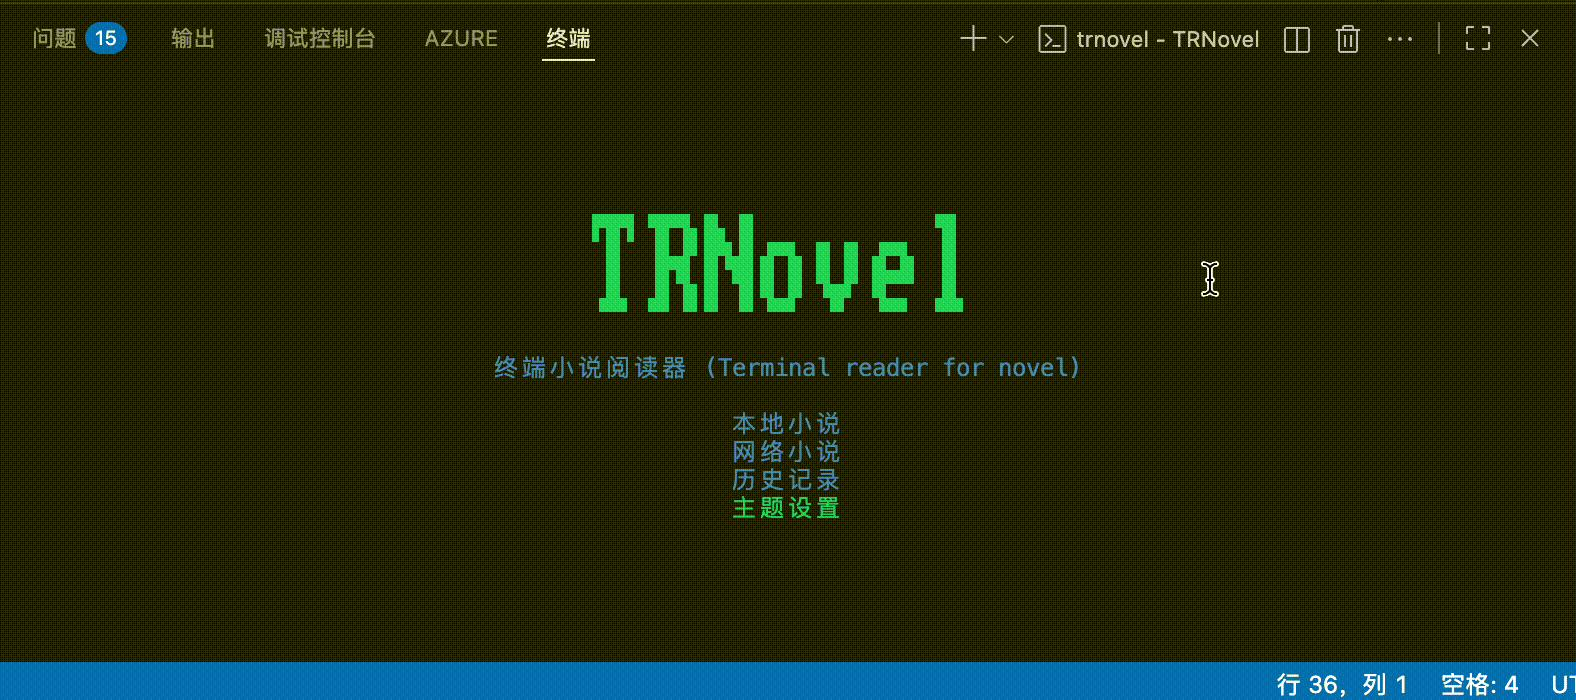 问题 15 输出 调试控制台 AZURE 终端 trnovel - TRNovel
TRNovel
终端小说阅读器 (Terminal reader for novel)
本地小说
网络小说
历史记录
主题设置
行 36，列 1 空格: 4 UT